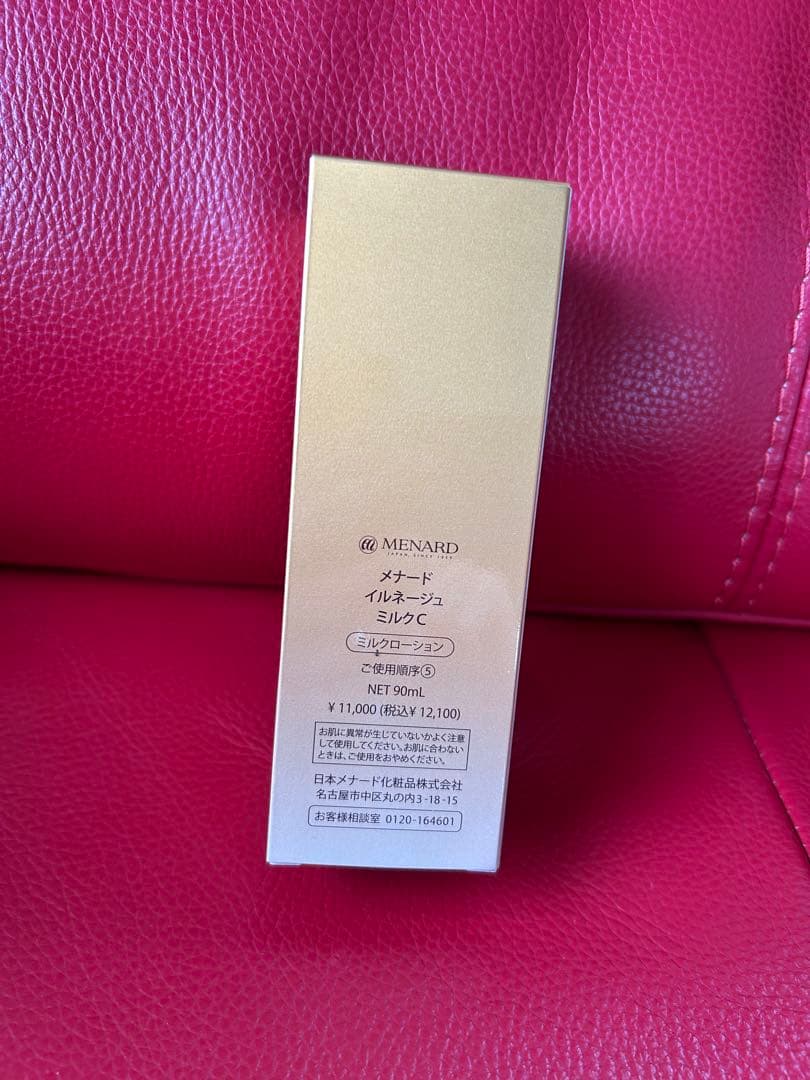 MENARD
JAPAN, SINCE 1959
メナード
イルネージュ
ミルクC
ミルクローション
ご使用順序⑤
NET 90mL
¥11,000 (税込¥12,100)
お肌に異常が生じていないかよく注意
して使用してください。お肌に合わない
ときは、ご使用をおやめください。
日本メナード化粧品株式会社
名古屋市中区丸の内3-18-15
お客様相談室 0120-164601